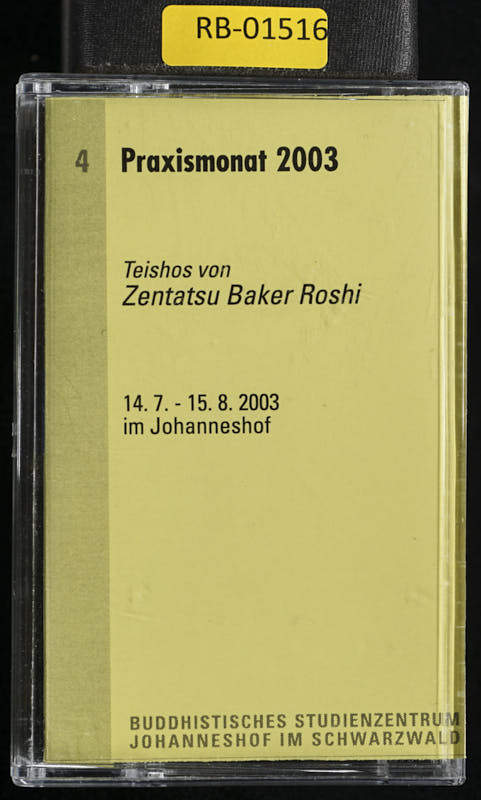 RB-01516
4 Praxismonat 2003
Teishos von
Zentatsu Baker Roshi
14. 7. - 15. 8. 2003
im Johanneshof
BUDDHISTISCHES STUDIENZENTRUM
JOHANNESHOF IM SCHWARZWALD